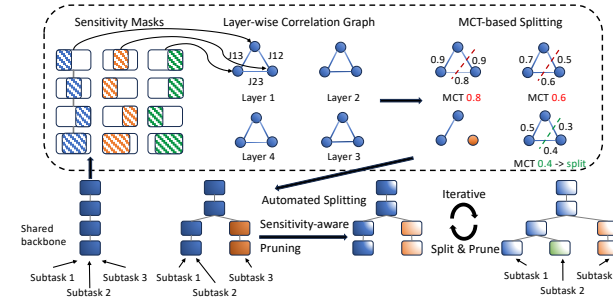 Sensitivity Masks
Layer-wise Correlation Graph
MCT-based Splitting
J13
J12
J23
Layer 1
Layer 2
Layer 4
Layer 3
0.9
0.9
0.8
MCT 0.8
0.7
0.5
0.6
MCT 0.6
0.5
0.3
0.4
MCT 0.4 -> split
Automated Splitting
Shared
backbone
Subtask 1
Subtask 2
Subtask 3
Subtask 1
Subtask 2
Subtask 3
Sensitivity-aware
Pruning
Iterative
Split & Prune
Subtask 1
Subtask 2
Subtask